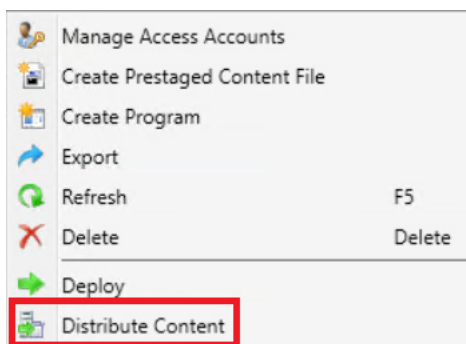 Manage Access Accounts
Create Prestaged Content File
Create Program
Export
Refresh F5
Delete Delete
Deploy
Distribute Content